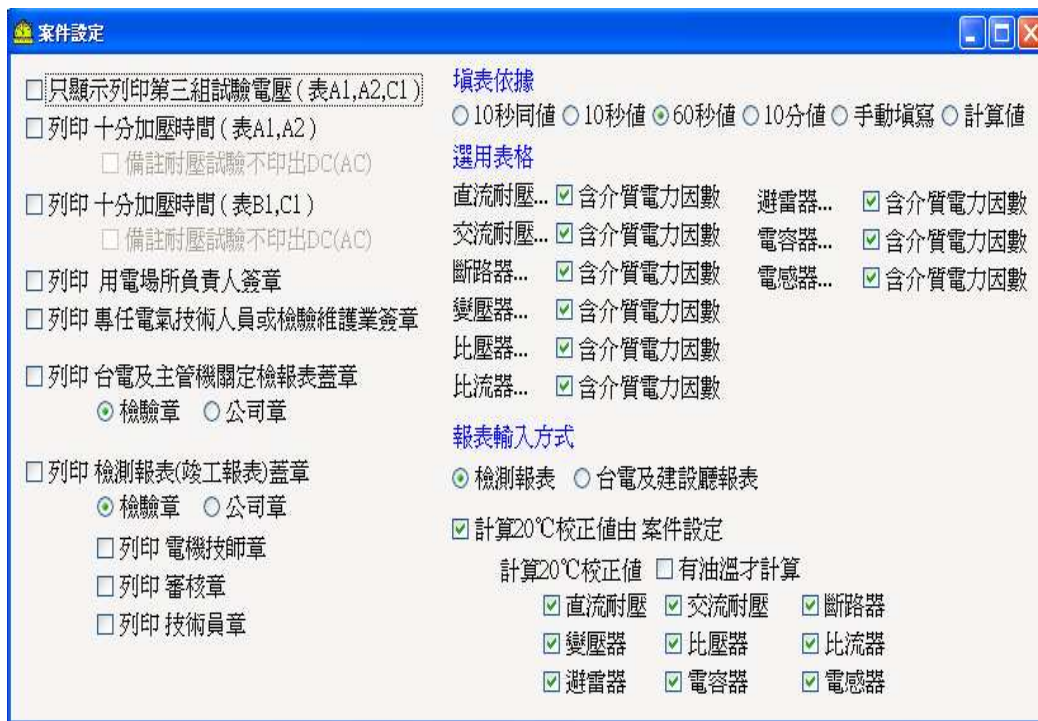 案件設定
只顯示列印第三組試驗電壓(表A1,A2,C1)
列印 十分加壓時間(表A1,A2)
備註耐壓試驗不印出DC(AC)
列印 十分加壓時間(表B1,C1)
備註耐壓試驗不印出DC(AC)
列印 用電場所負責人簽章
列印 專任電氣技術人員或檢驗維護業簽章
列印 台電及主管機關定檢報表蓋章
檢驗章 公司章
列印 檢測報表(竣工報表)蓋章
檢驗章 公司章
列印 電機技師章
列印 審核章
列印 技術員章
填表依據
10秒同值 10秒值 60秒值 10分值 手動填寫 計算值
選用表格
直流耐壓... 含介質電力因數 避雷器... 含介質電力因數
交流耐壓... 含介質電力因數 電容器... 含介質電力因數
斷路器... 含介質電力因數 電感器... 含介質電力因數
變壓器... 含介質電力因數
比壓器... 含介質電力因數
比流器... 含介質電力因數
報表輸入方式
檢測報表 台電及建設廳報表
計算20℃校正值由 案件設定
計算20℃校正值 有油溫才計算
直流耐壓 交流耐壓 斷路器
變壓器 比壓器 比流器
避雷器 電容器 電感器